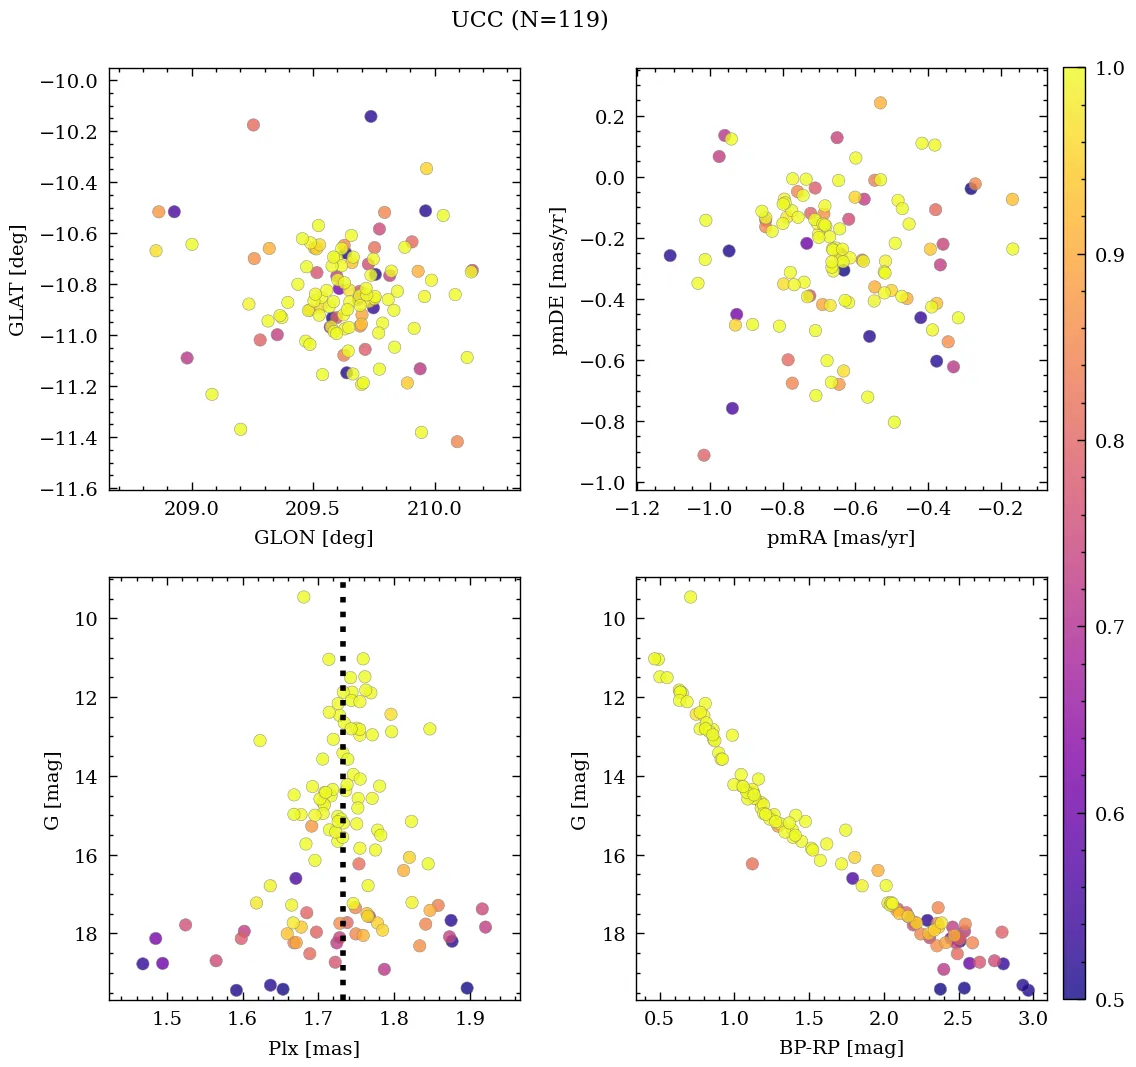 UCC (N=119)
−10.0
−10.2
−10.4
−10.6
−10.8
−11.0
−11.2
−11.4
−11.6
GLAT [deg]
209.0 209.5 210.0
GLON [deg]
0.2
0.0
−0.2
−0.4
−0.6
−0.8
−1.0
pmDE [mas/yr]
−1.2 −1.0 −0.8 −0.6 −0.4 −0.2
pmRA [mas/yr]
10
12
14
16
18
G [mag]
1.5 1.6 1.7 1.8 1.9
Plx [mas]
10
12
14
16
18
G [mag]
0.5 1.0 1.5 2.0 2.5 3.0
BP-RP [mag]
1.0
0.9
0.8
0.7
0.6
0.5